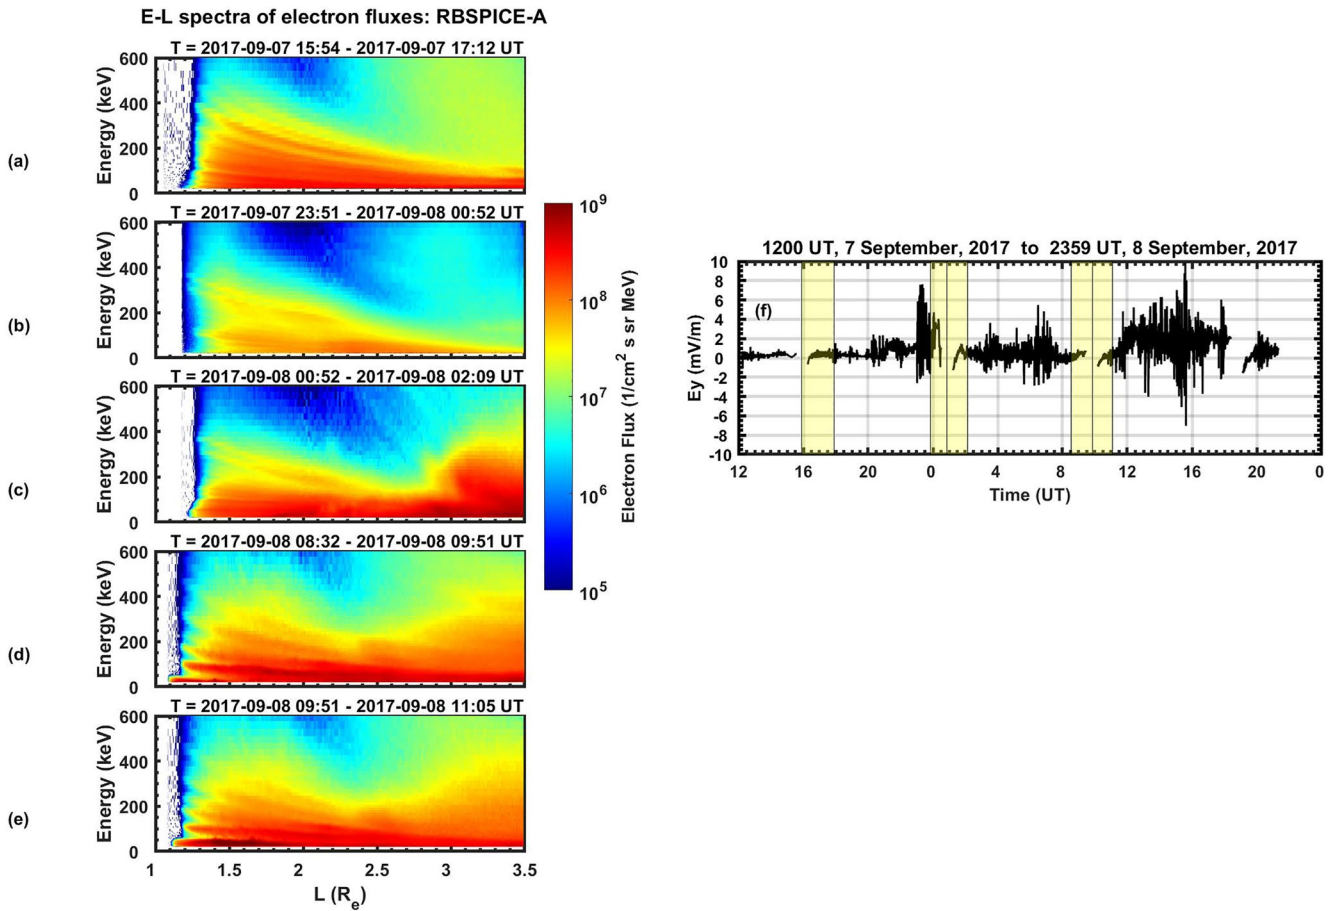 E-L spectra of electron fluxes: RBSPICE-A
T = 2017-09-07 15:54 - 2017-09-07 17:12 UT
600
400
200
0
Energy (keV)
(a)
T = 2017-09-07 23:51 - 2017-09-08 00:52 UT
600
400
200
0
Energy (keV)
(b)
T = 2017-09-08 00:52 - 2017-09-08 02:09 UT
600
400
200
0
Energy (keV)
(c)
T = 2017-09-08 08:32 - 2017-09-08 09:51 UT
600
400
200
0
Energy (keV)
(d)
T = 2017-09-08 09:51 - 2017-09-08 11:05 UT
600
400
200
0
Energy (keV)
(e)
1 1.5 2 2.5 3 3.5
L (Re)
10^9
10^8
10^7
10^6
10^5
Electron Flux (1/cm^2 s sr MeV)
1200 UT, 7 September, 2017 to 2359 UT, 8 September, 2017
(f)
10
8
6
4
2
0
-2
-4
-6
-8
-10
Ey (mV/m)
12 16 20 0 4 8 12 16 20 0
Time (UT)